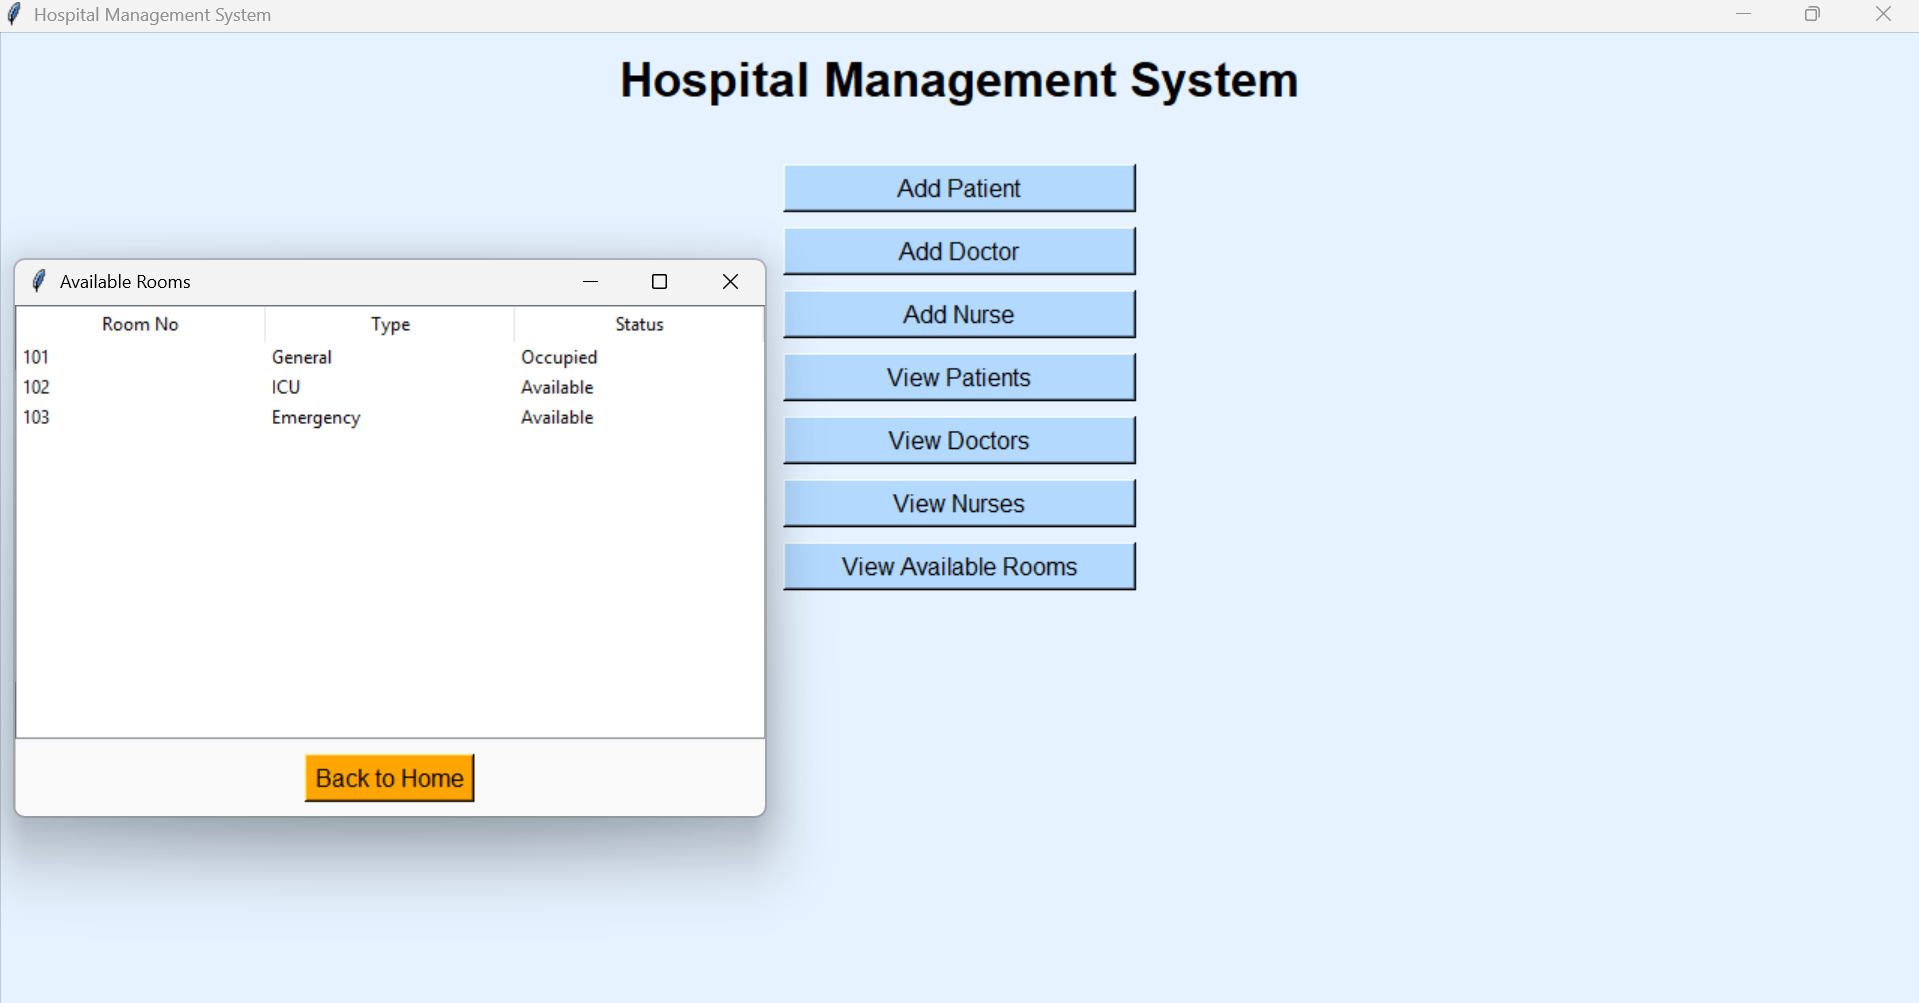 Hospital Management System
Hospital Management System
Add Patient
Add Doctor
Add Nurse
View Patients
View Doctors
View Nurses
View Available Rooms
Available Rooms
Room No Type Status
101 General Occupied
102 ICU Available
103 Emergency Available
Back to Home